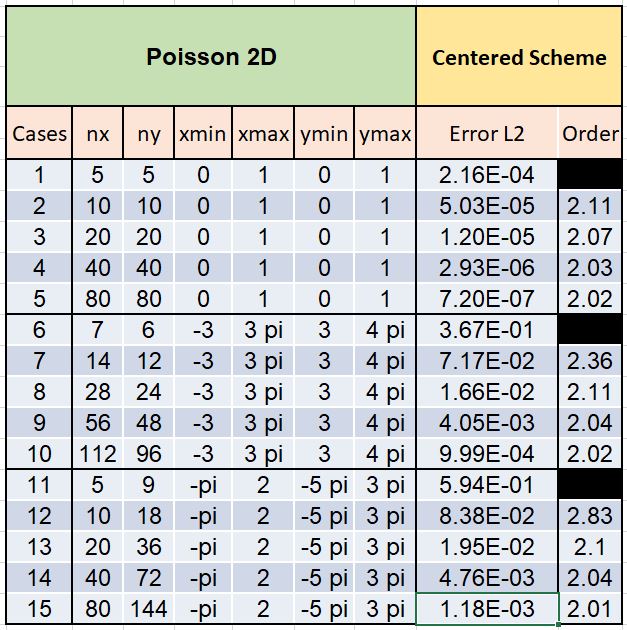 Poisson 2D Centered Scheme
Cases nx ny xmin xmax ymin ymax Error L2 Order
1 5 5 0 1 0 1 2.16E-04
2 10 10 0 1 0 1 5.03E-05 2.11
3 20 20 0 1 0 1 1.20E-05 2.07
4 40 40 0 1 0 1 2.93E-06 2.03
5 80 80 0 1 0 1 7.20E-07 2.02
6 7 6 -3 3 pi 3 4 pi 3.67E-01
7 14 12 -3 3 pi 3 4 pi 7.17E-02 2.36
8 28 24 -3 3 pi 3 4 pi 1.66E-02 2.11
9 56 48 -3 3 pi 3 4 pi 4.05E-03 2.04
10 112 96 -3 3 pi 3 4 pi 9.99E-04 2.02
11 5 9 -pi 2 -5 pi 3 pi 5.94E-01
12 10 18 -pi 2 -5 pi 3 pi 8.38E-02 2.83
13 20 36 -pi 2 -5 pi 3 pi 1.95E-02 2.1
14 40 72 -pi 2 -5 pi 3 pi 4.76E-03 2.04
15 80 144 -pi 2 -5 pi 3 pi 1.18E-03 2.01